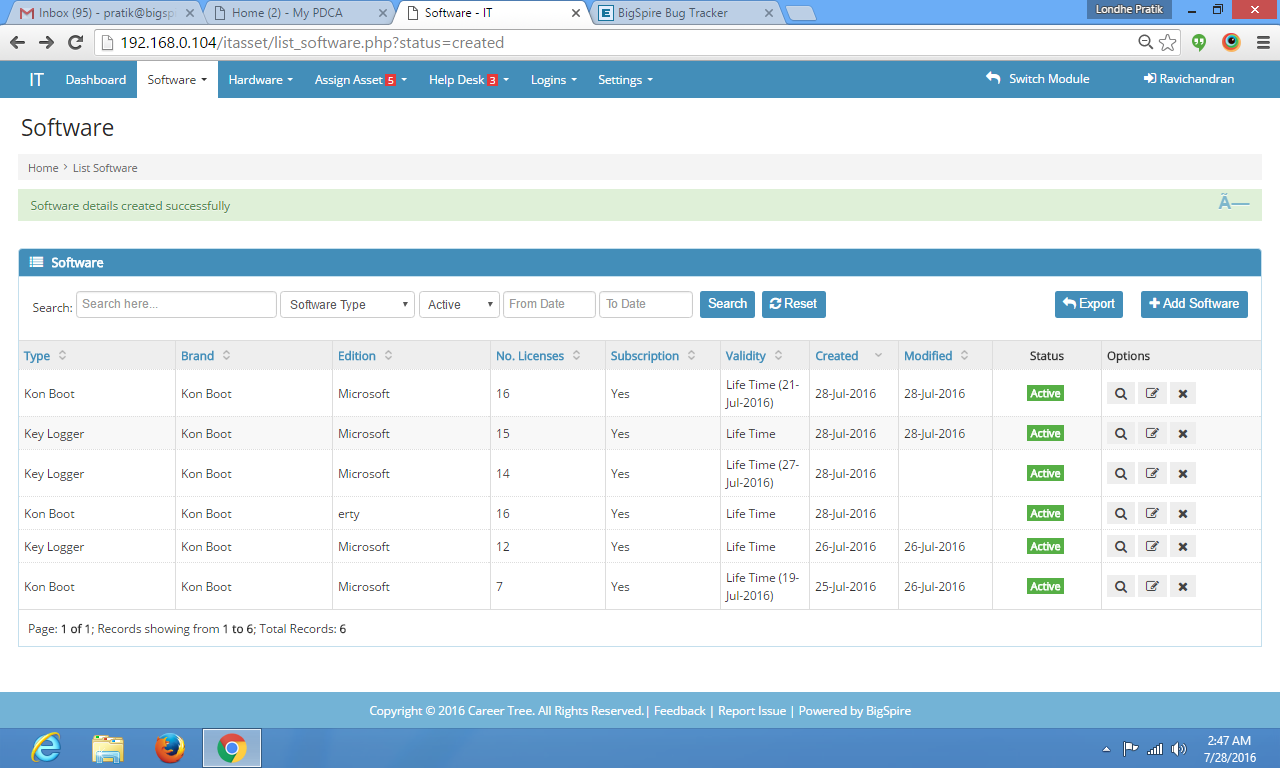 Inbox (95) - pratik@bigsp
Home (2) - My PDCA
Software - IT
BigSpire Bug Tracker
Londhe Pratik
192.168.0.104/itasset/list_software.php?status=created
IT Dashboard Software Hardware Assign Asset 5 Help Desk 3 Logins Settings Switch Module Ravichandran
Software
Home > List Software
Software details created successfully Ã—
Software
Search: Search here... Software Type Active From Date To Date Search Reset Export Add Software
Type Brand Edition No. Licenses Subscription Validity Created Modified Status Options
Kon Boot Kon Boot Microsoft 16 Yes Life Time (21-Jul-2016) 28-Jul-2016 28-Jul-2016 Active
Key Logger Kon Boot Microsoft 15 Yes Life Time 28-Jul-2016 28-Jul-2016 Active
Key Logger Kon Boot Microsoft 14 Yes Life Time (27-Jul-2016) 28-Jul-2016 Active
Kon Boot Kon Boot erty 16 Yes Life Time 28-Jul-2016 Active
Key Logger Kon Boot Microsoft 12 Yes Life Time 26-Jul-2016 26-Jul-2016 Active
Kon Boot Kon Boot Microsoft 7 Yes Life Time (19-Jul-2016) 25-Jul-2016 26-Jul-2016 Active
Page: 1 of 1; Records showing from 1 to 6; Total Records: 6
Copyright © 2016 Career Tree. All Rights Reserved. | Feedback | Report Issue | Powered by BigSpire
2:47 AM
7/28/2016